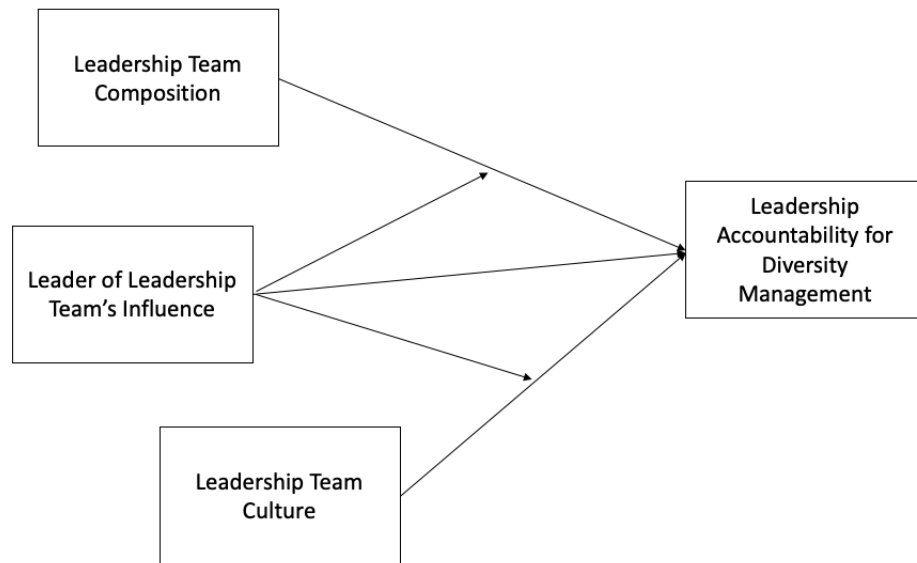 Leadership Team
Composition
Leader of Leadership
Team's Influence
Leadership Team
Culture
Leadership
Accountability for
Diversity
Management